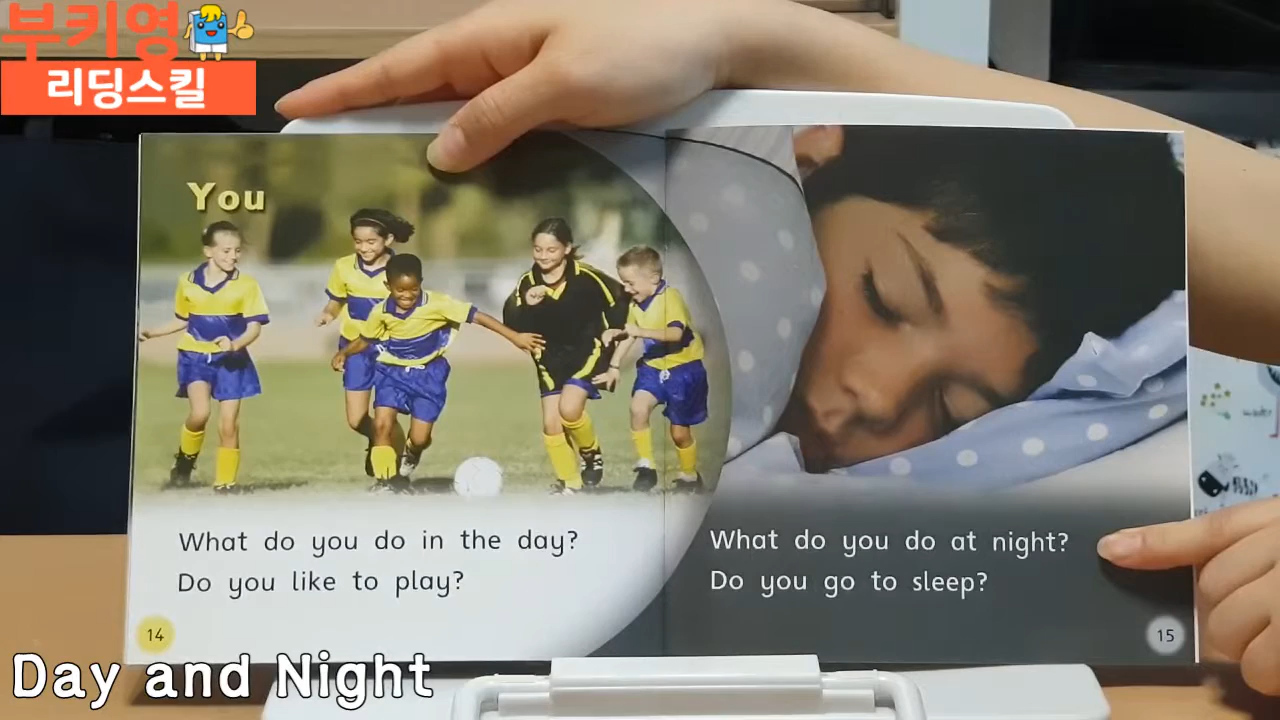 부키영
리딩스킬
You
What do you do in the day?
Do you like to play?
14
What do you do at night?
Do you go to sleep?
15
Day and Night